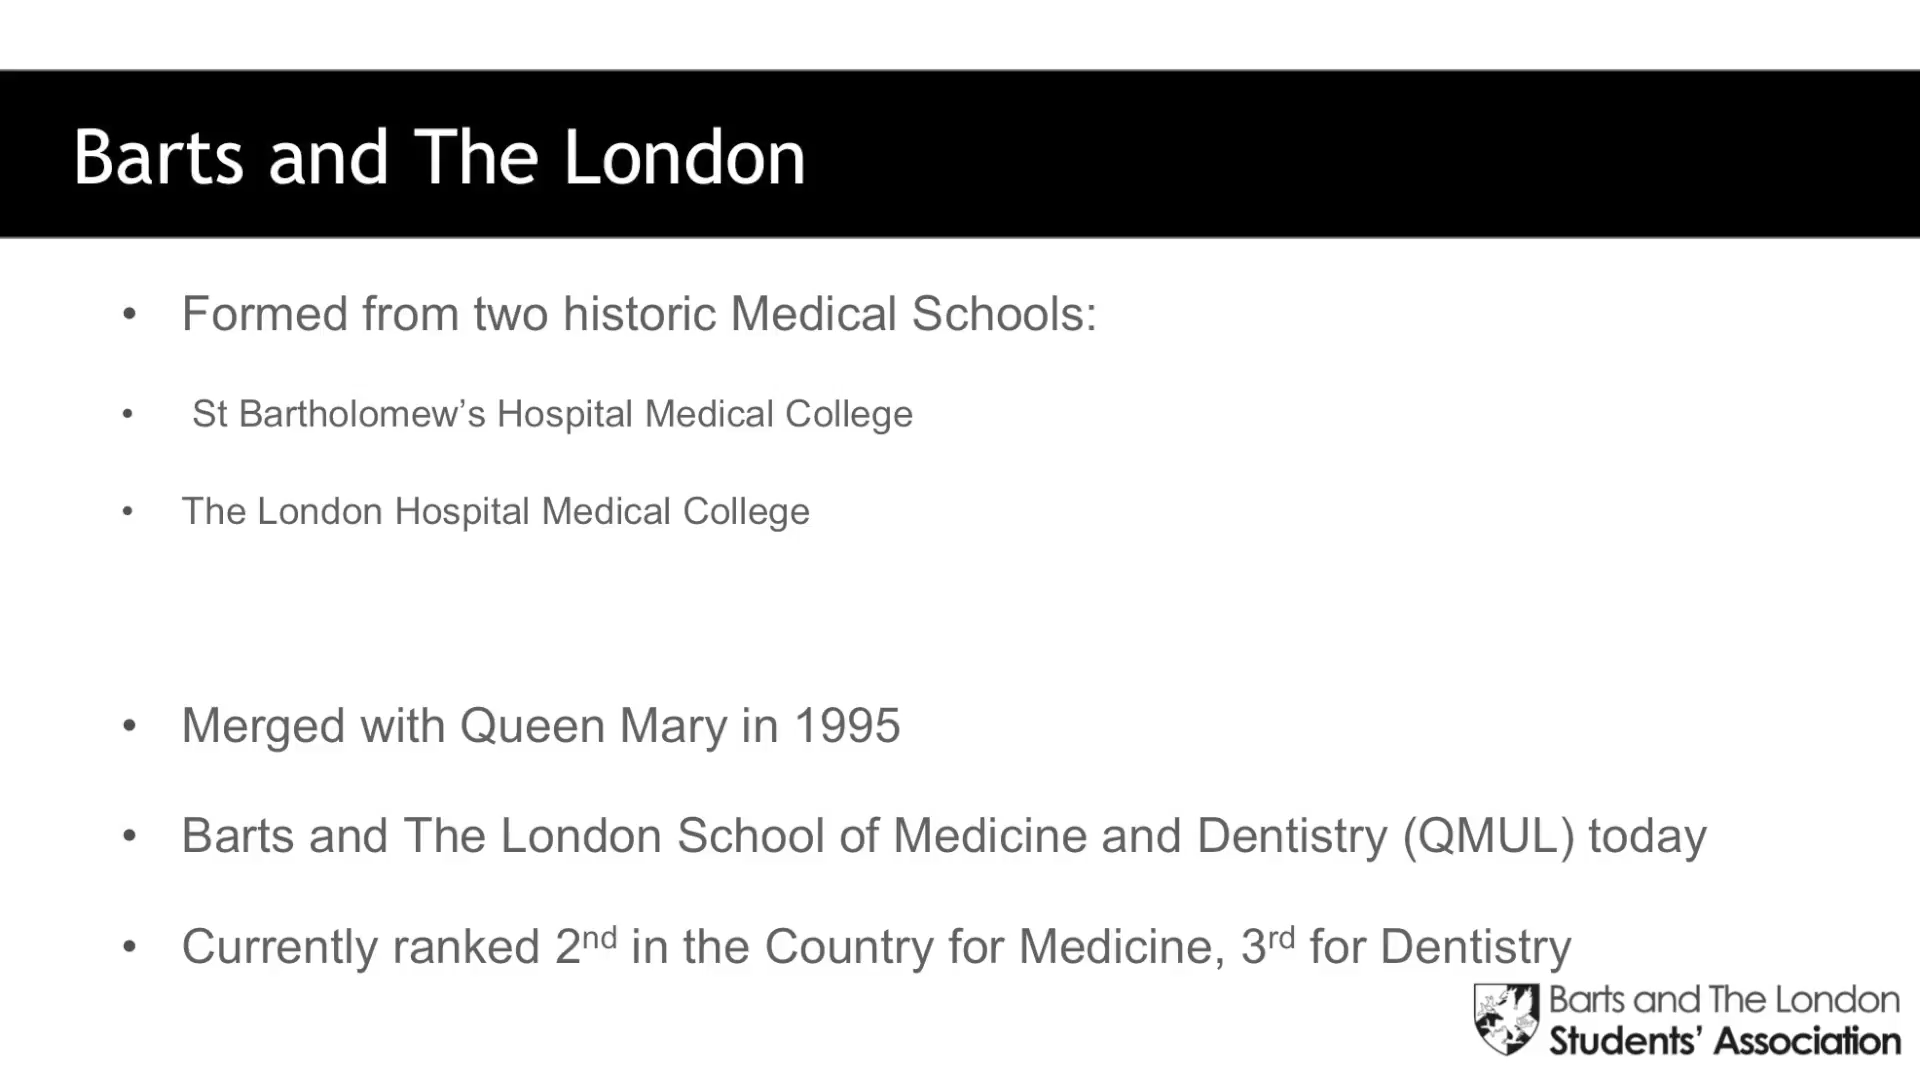 Barts and The London
• Formed from two historic Medical Schools:
• St Bartholomew’s Hospital Medical College
• The London Hospital Medical College
• Merged with Queen Mary in 1995
• Barts and The London School of Medicine and Dentistry (QMUL) today
• Currently ranked 2nd in the Country for Medicine, 3rd for Dentistry
Barts and The London
Students’ Association